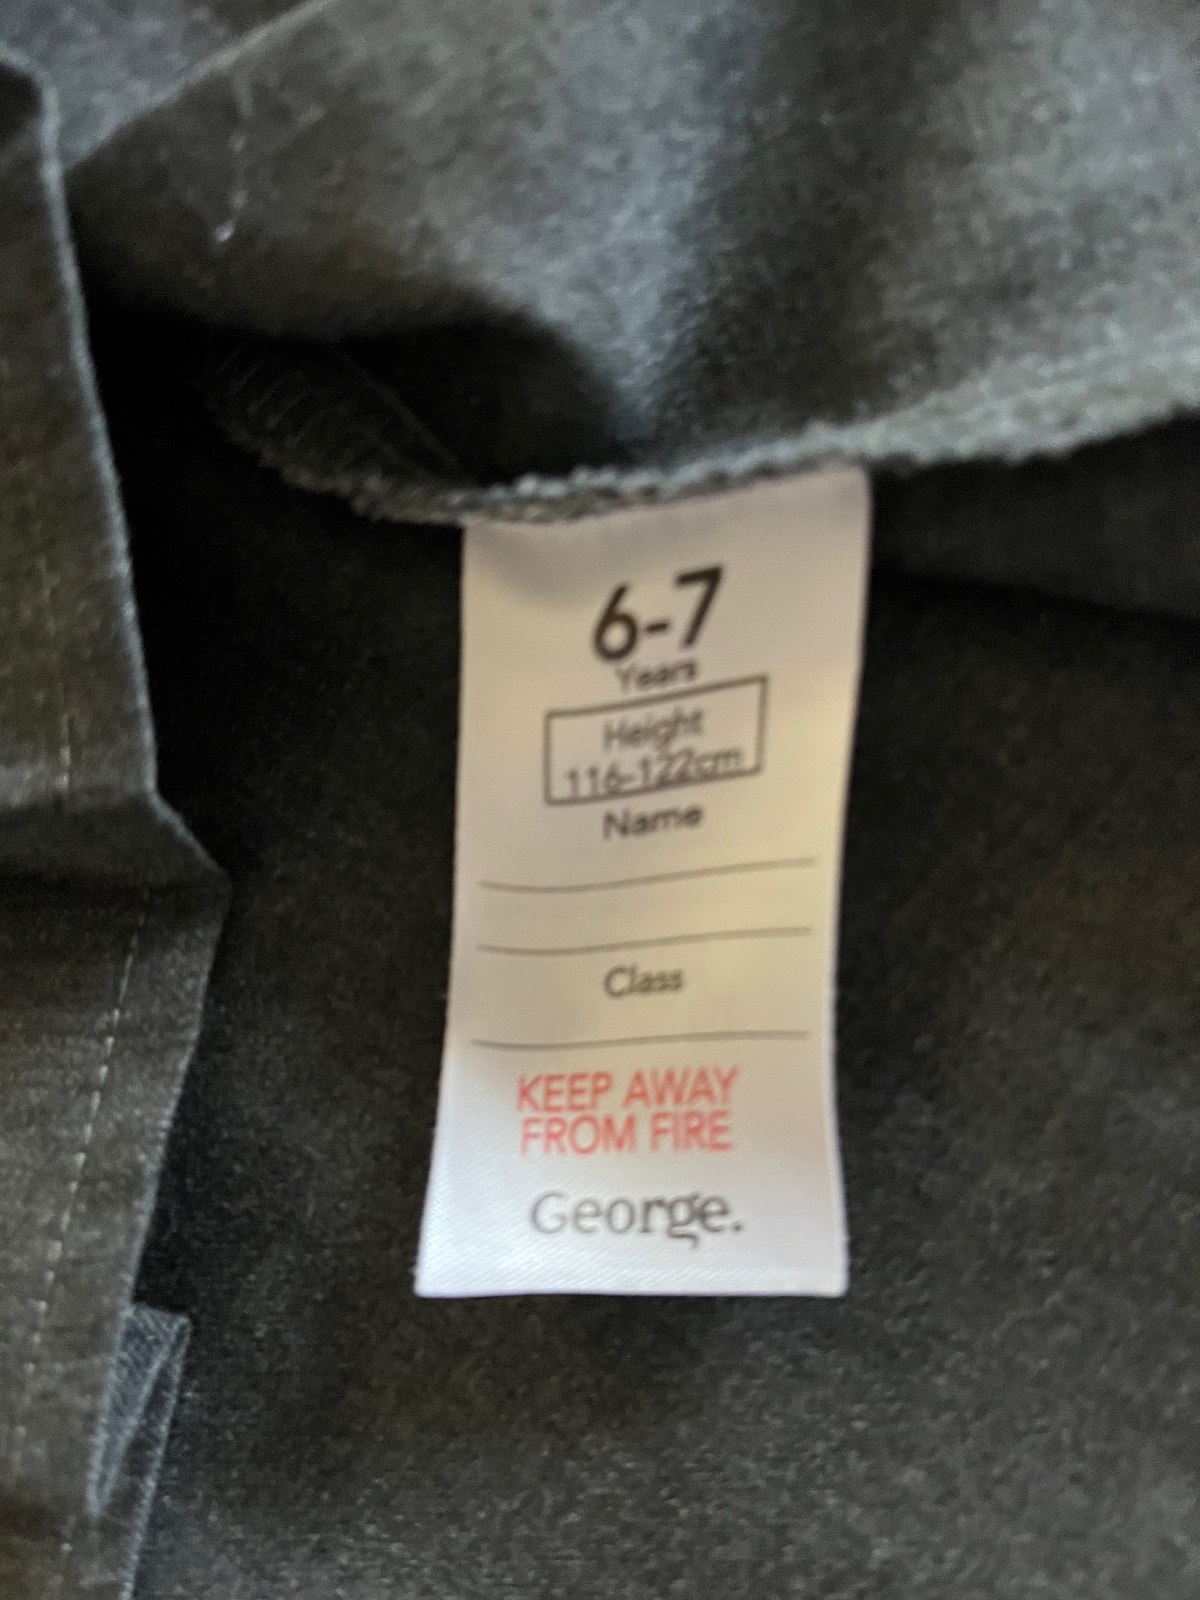 6-7
Years
Height
116-122cm
Name
Class
KEEP AWAY
FROM FIRE
George.